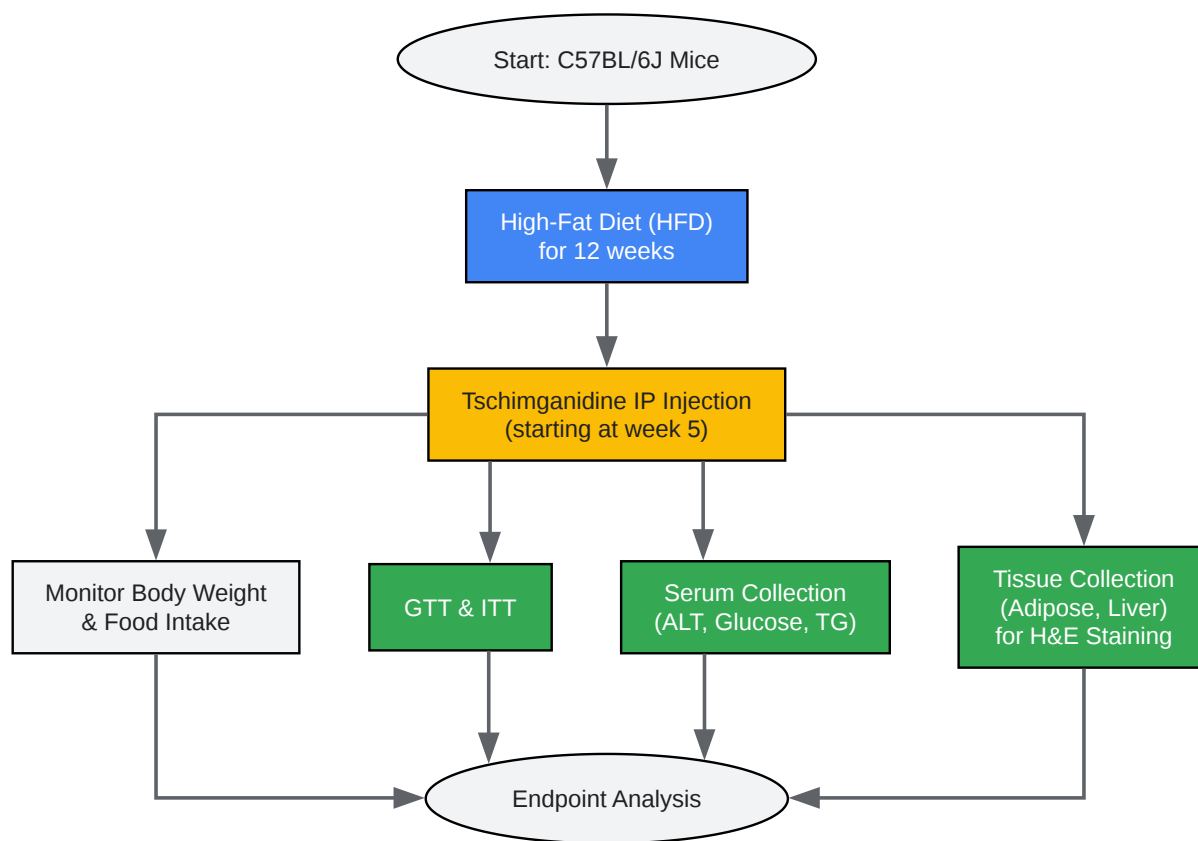 Start: C57BL/6J Mice
High-Fat Diet (HFD)
for 12 weeks
Tschimganidine IP Injection
(starting at week 5)
Monitor Body Weight
& Food Intake
GTT & ITT
Serum Collection
(ALT, Glucose, TG)
Tissue Collection
(Adipose, Liver)
for H&E Staining
Endpoint Analysis